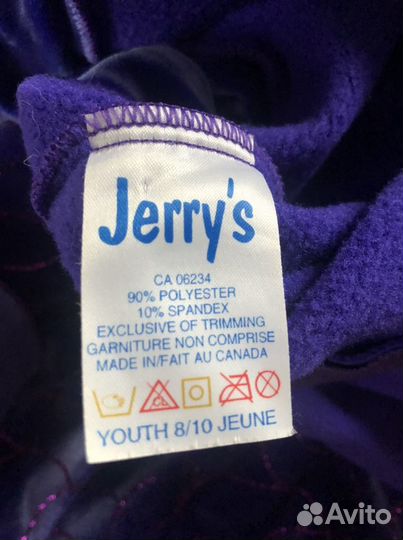 Jerry's
CA 06234
90% POLYESTER
10% SPANDEX
EXCLUSIVE OF TRIMMING
GARNITURE NON COMPRISE
MADE IN/FAIT AU CANADA
CL
YOUTH 8/10 JEUNE
Avito